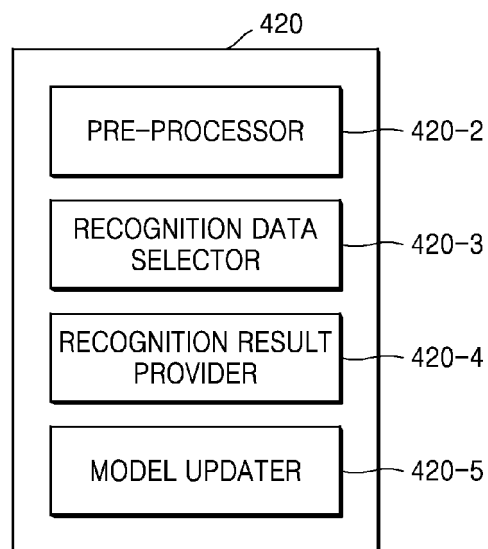 420
PRE-PROCESSOR
420-2
RECOGNITION DATA
SELECTOR
420-3
RECOGNITION RESULT
PROVIDER
420-4
MODEL UPDATER
420-5